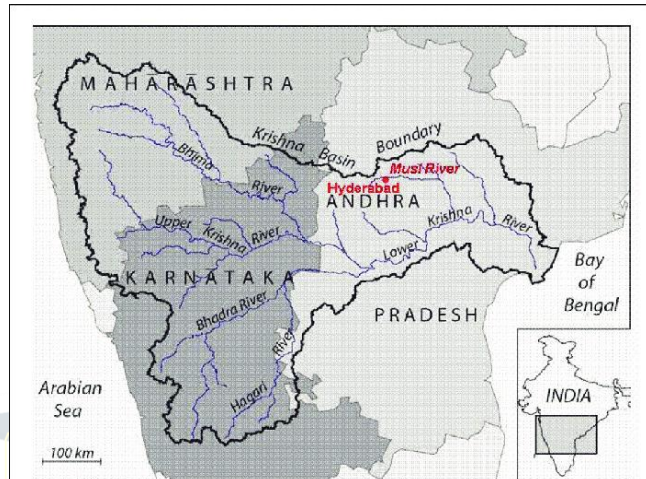 MAHĀRĀSHTRA
Krishna Basin Boundary
Bhima River
Musi River
Hyderabad
ANDHRA
Upper Krishna River
Lower Krishna River
KARNATAKA
Bay
of
Bengal
Bhadra River
PRADESH
Hagari River
Arabian
Sea
INDIA
100 km